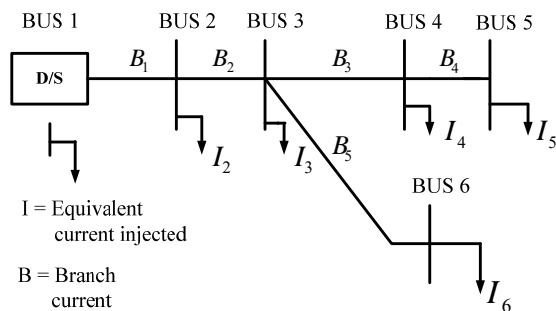 BUS 1
BUS 2
BUS 3
BUS 4
BUS 5
D/S
B₁
B₂
B₃
B₄
I₂
I₃
I₄
I₅
B₅
BUS 6
I₆
I = Equivalent
current injected
B = Branch
current